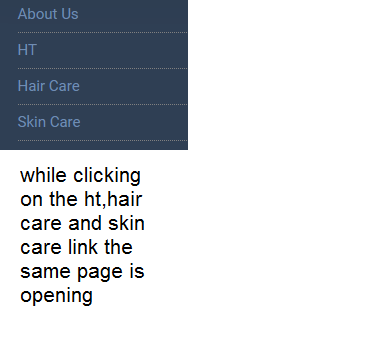 About Us
HT
Hair Care
Skin Care
while clicking
on the ht,hair
care and skin
care link the
same page is
opening